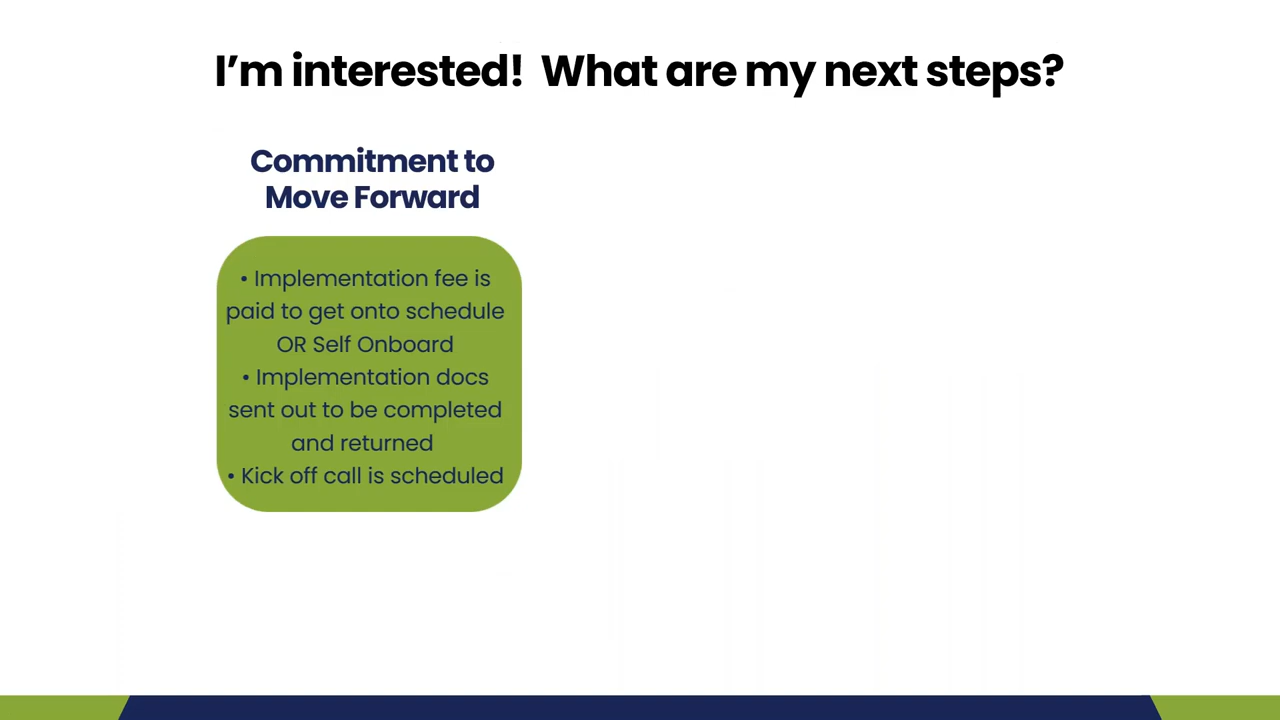 I'm interested!  What are my next steps?
Commitment to
Move Forward
• Implementation fee is
paid to get onto schedule
OR Self Onboard
• Implementation docs
sent out to be completed
and returned
• Kick off call is scheduled